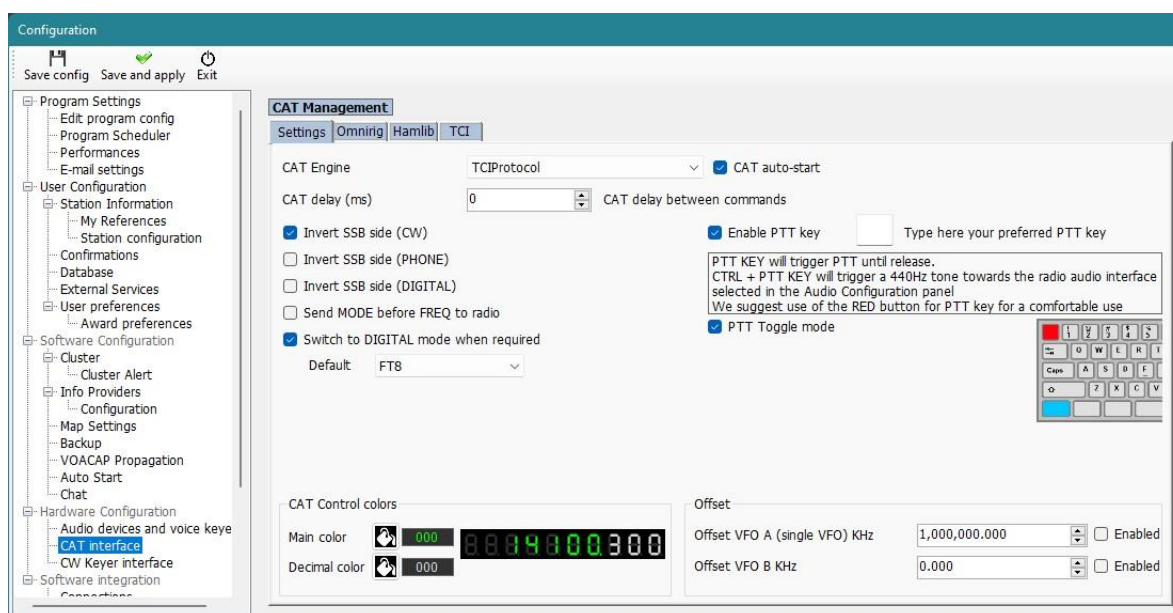 Configuration
Save config Save and apply Exit
Program Settings
Edit program config
Program Scheduler
Performances
E-mail settings
User Configuration
Station Information
My References
Station configuration
Confirmations
Database
External Services
User preferences
Award preferences
Software Configuration
Cluster
Cluster Alert
Info Providers
Configuration
Map Settings
Backup
VOACAP Propagation
Auto Start
Chat
Hardware Configuration
Audio devices and voice keye
CAT interface
CW Keyer interface
Software integration
CAT Management
Settings Omnirig Hamlib TCI
CAT Engine TCIProtocol CAT auto-start
CAT delay (ms) 0 CAT delay between commands
Invert SSB side (CW)
Invert SSB side (PHONE)
Invert SSB side (DIGITAL)
Send MODE before FREQ to radio
Switch to DIGITAL mode when required
Default FT8
Enable PTT key Type here your preferred PTT key
PTT KEY will trigger PTT until release.
CTRL + PTT KEY will trigger a 440Hz tone towards the radio audio interface
selected in the Audio Configuration panel
We suggest use of the RED button for PTT key for a comfortable use
PTT Toggle mode
Q W E R T
Caps A S D F
Z X C V
CAT Control colors
Main color 000
Decimal color 000
14100.300
Offset
Offset VFO A (single VFO) KHz 1,000,000.000 Enabled
Offset VFO B KHz 0.000 Enabled